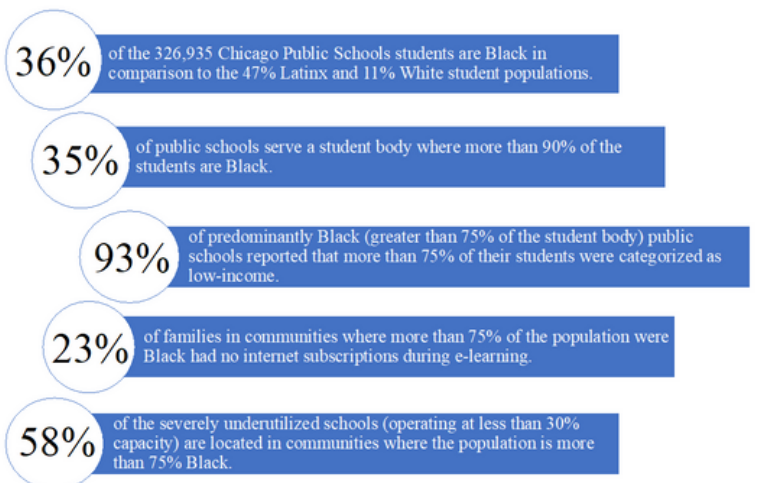 36%
of the 326,935 Chicago Public Schools students are Black in
comparison to the 47% Latinx and 11% White student populations.
35%
of public schools serve a student body where more than 90% of the
students are Black.
93%
of predominantly Black (greater than 75% of the student body) public
schools reported that more than 75% of their students were categorized as
low-income.
23%
of families in communities where more than 75% of the population were
Black had no internet subscriptions during e-learning.
58%
of the severely underutilized schools (operating at less than 30%
capacity) are located in communities where the population is more
than 75% Black.